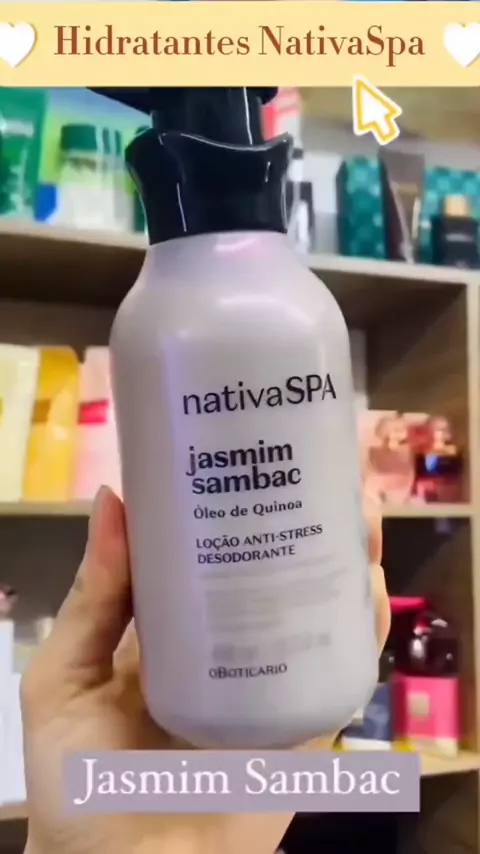 Hidratantes NativaSpa
nativaSPA
jasmim
sambac
Óleo de Quinoa
LOÇÃO ANTI-STRESS
DESODORANTE
oBOTICÁRIO
Jasmim Sambac